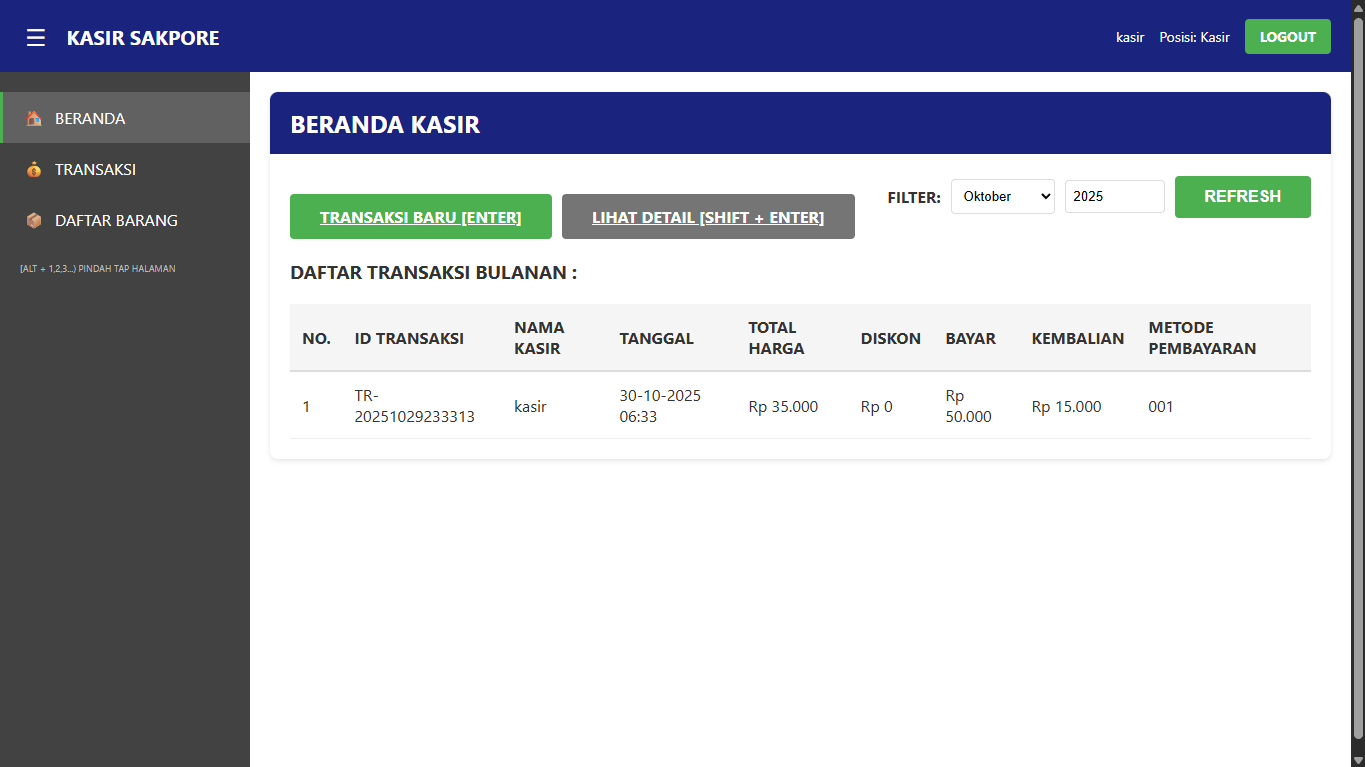 ☰ KASIR SAKPORE
kasir Posisi: Kasir LOGOUT
BERANDA
TRANSAKSI
DAFTAR BARANG
[ALT + 1,2,3...) PINDAH TAP HALAMAN
BERANDA KASIR
TRANSAKSI BARU [ENTER] LIHAT DETAIL [SHIFT + ENTER] FILTER: Oktober 2025 REFRESH
DAFTAR TRANSAKSI BULANAN :
NO. ID TRANSAKSI NAMA KASIR TANGGAL TOTAL HARGA DISKON BAYAR KEMBALIAN METODE PEMBAYARAN
1 TR-20251029233313 kasir 30-10-2025 06:33 Rp 35.000 Rp 0 Rp 50.000 Rp 15.000 001